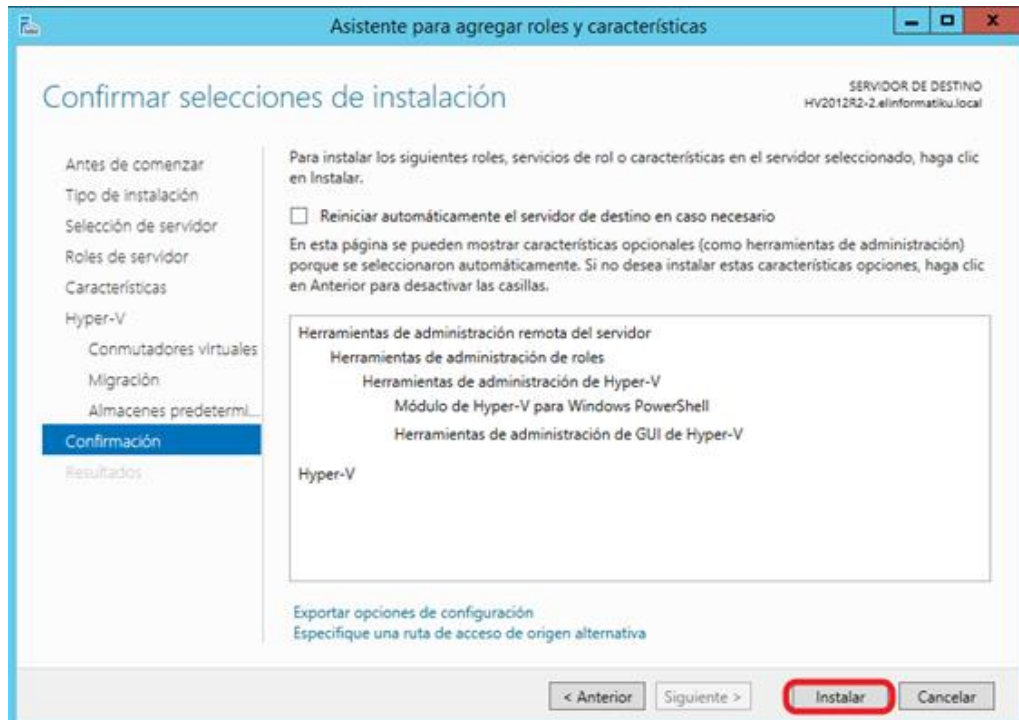 Asistente para agregar roles y características
Confirmar selecciones de instalación
SERVIDOR DE DESTINO
HV2012R2-2.elinformatiku.local
Antes de comenzar
Tipo de instalación
Selección de servidor
Roles de servidor
Características
Hyper-V
Conmutadores virtuales
Migración
Almacenes predetermi...
Confirmación
Resultados
Para instalar los siguientes roles, servicios de rol o características en el servidor seleccionado, haga clic
en Instalar.
Reiniciar automáticamente el servidor de destino en caso necesario
En esta página se pueden mostrar características opcionales (como herramientas de administración)
porque se seleccionaron automáticamente. Si no desea instalar estas características opciones, haga clic
en Anterior para desactivar las casillas.
Herramientas de administración remota del servidor
Herramientas de administración de roles
Herramientas de administración de Hyper-V
Módulo de Hyper-V para Windows PowerShell
Herramientas de administración de GUI de Hyper-V
Hyper-V
Exportar opciones de configuración
Especifique una ruta de acceso de origen alternativa
< Anterior Siguiente > Instalar Cancelar